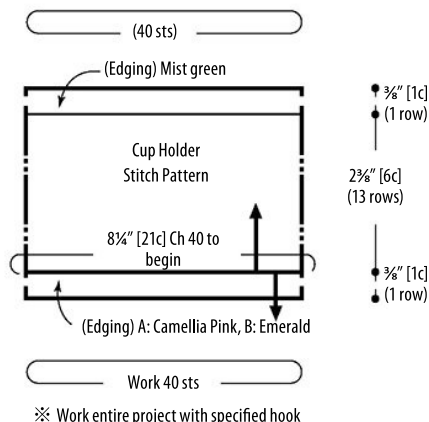 (40 sts)
(Edging) Mist green
⅜" [1c]
(1 row)
Cup Holder
Stitch Pattern
2⅜" [6c]
(13 rows)
8¼" [21c] Ch 40 to
begin
⅜" [1c]
(1 row)
(Edging) A: Camellia Pink, B: Emerald
Work 40 sts
※ Work entire project with specified hook